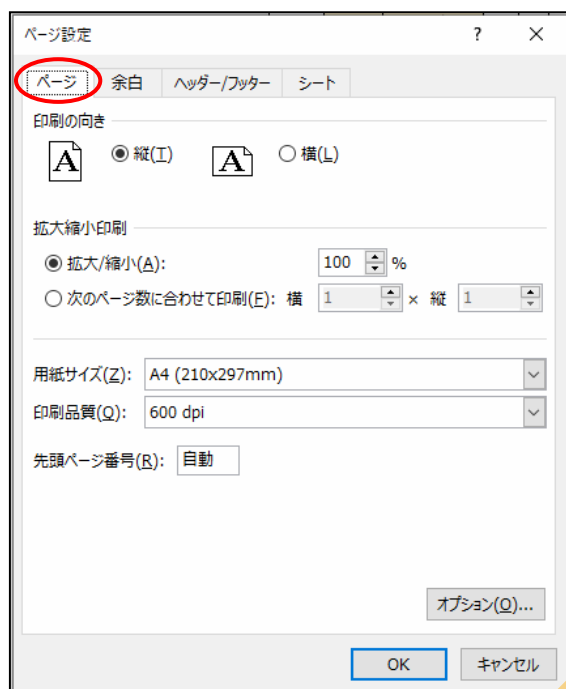 ページ設定 ?
ページ 余白 ヘッダー/フッター シート
印刷の向き
A 縦(T) A 横(L)
拡大縮小印刷
拡大/縮小(A): 100 %
次のページ数に合わせて印刷(F): 横 1 × 縦 1
用紙サイズ(Z): A4 (210x297mm)
印刷品質(Q): 600 dpi
先頭ページ番号(R): 自動
オプション(O)...
OK キャンセル